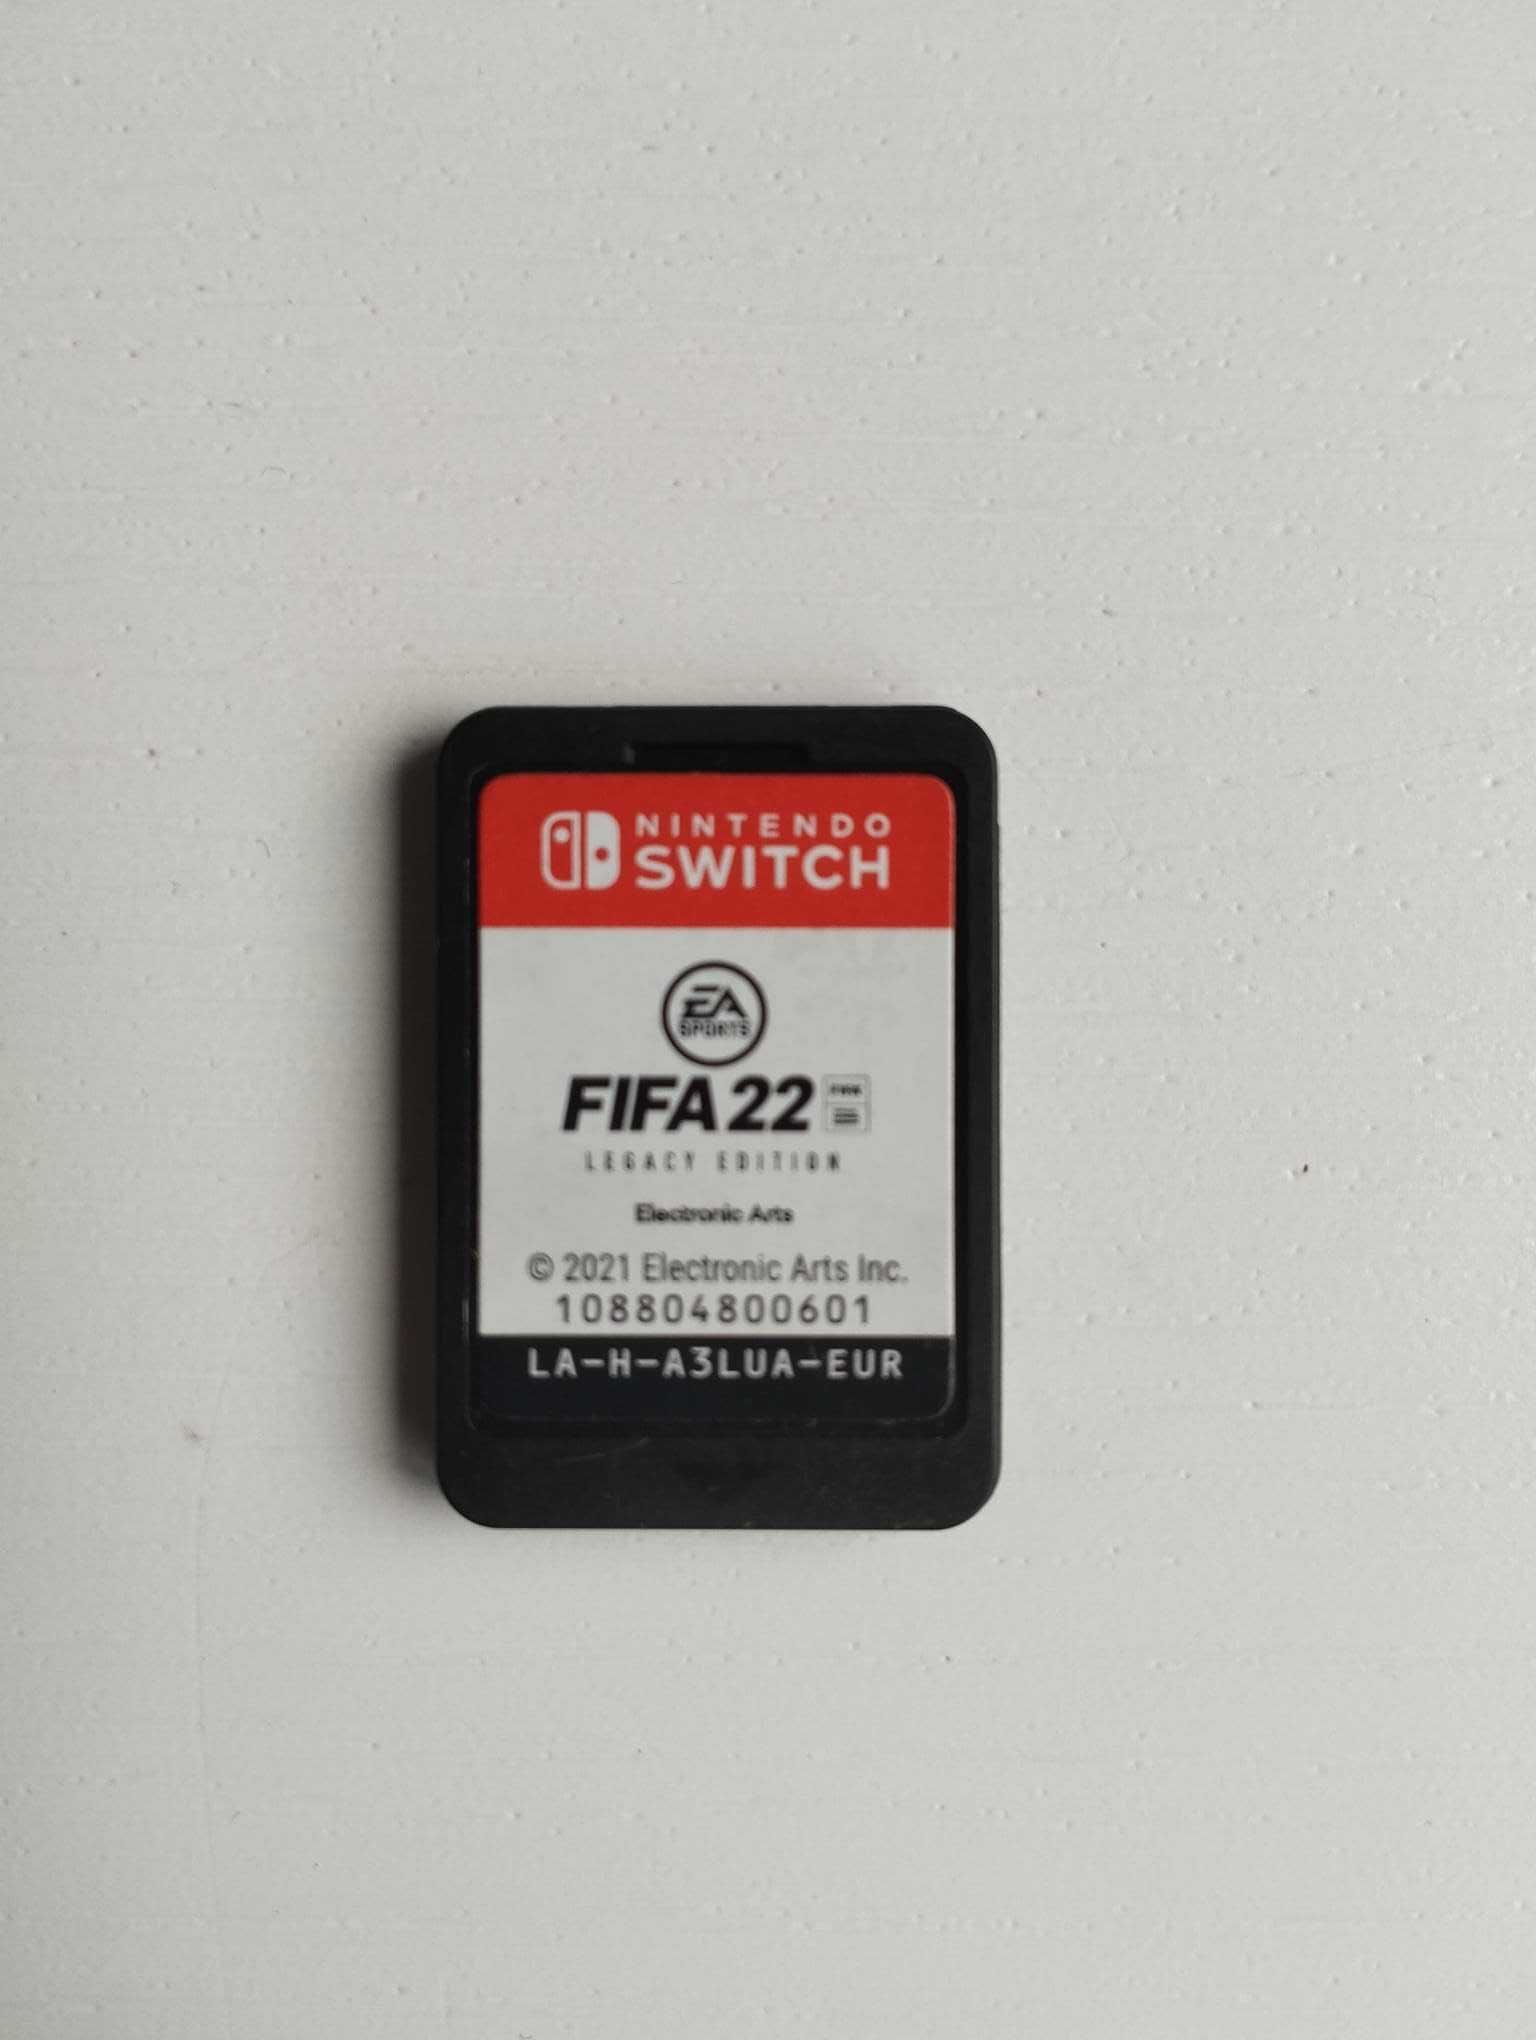 NINTENDO
SWITCH
EA
SPORTS
FIFA 22
LEGACY EDITION
Electronic Arts
© 2021 Electronic Arts Inc.
108804800601
LA-H-A3LUA-EUR